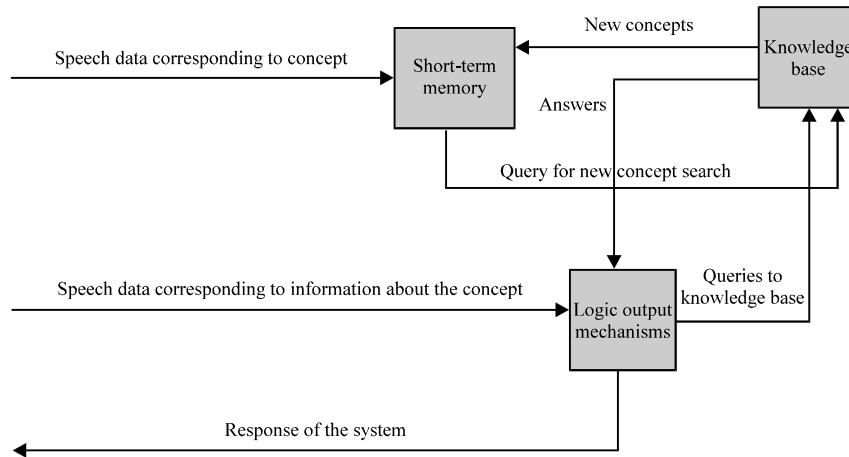 New concepts
Speech data corresponding to concept
Short-term
memory
Knowledge
base
Answers
Query for new concept search
Speech data corresponding to information about the concept
Queries to
knowledge base
Logic output
mechanisms
Response of the system